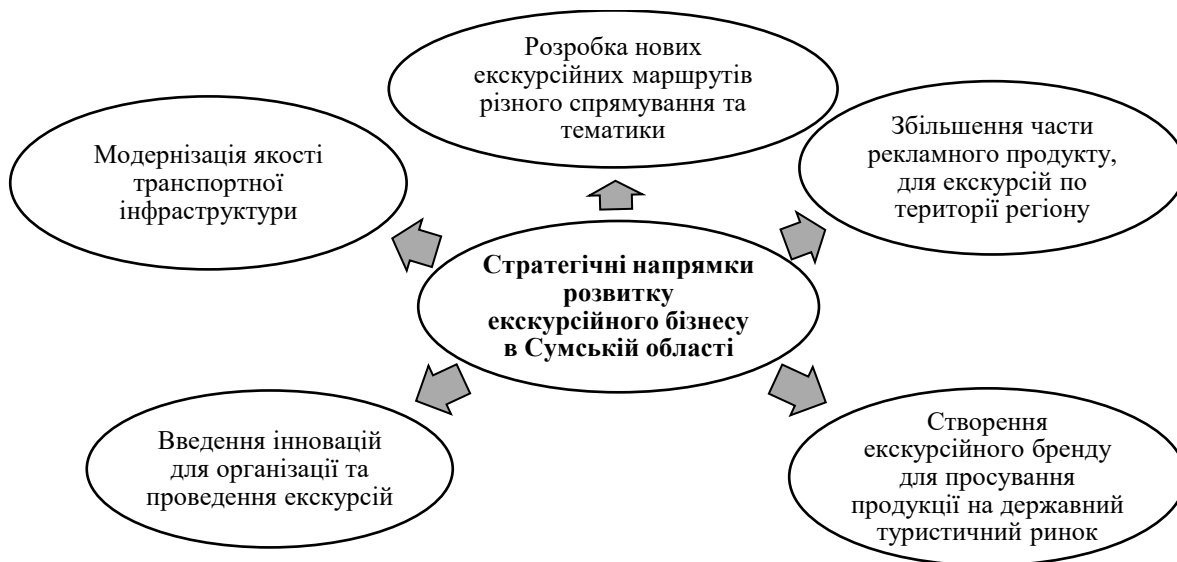 Розробка нових
екскурсійних маршрутів
різного спрямування та
тематики
Модернізація якості
транспортної
інфраструктури
Збільшення части
рекламного продукту,
для екскурсій по
території регіону
Стратегічні напрямки
розвитку
екскурсійного бізнесу
в Сумській області
Введення інновацій
для організації та
проведення екскурсій
Створення
екскурсійного бренду
для просування
продукції на державний
туристичний ринок